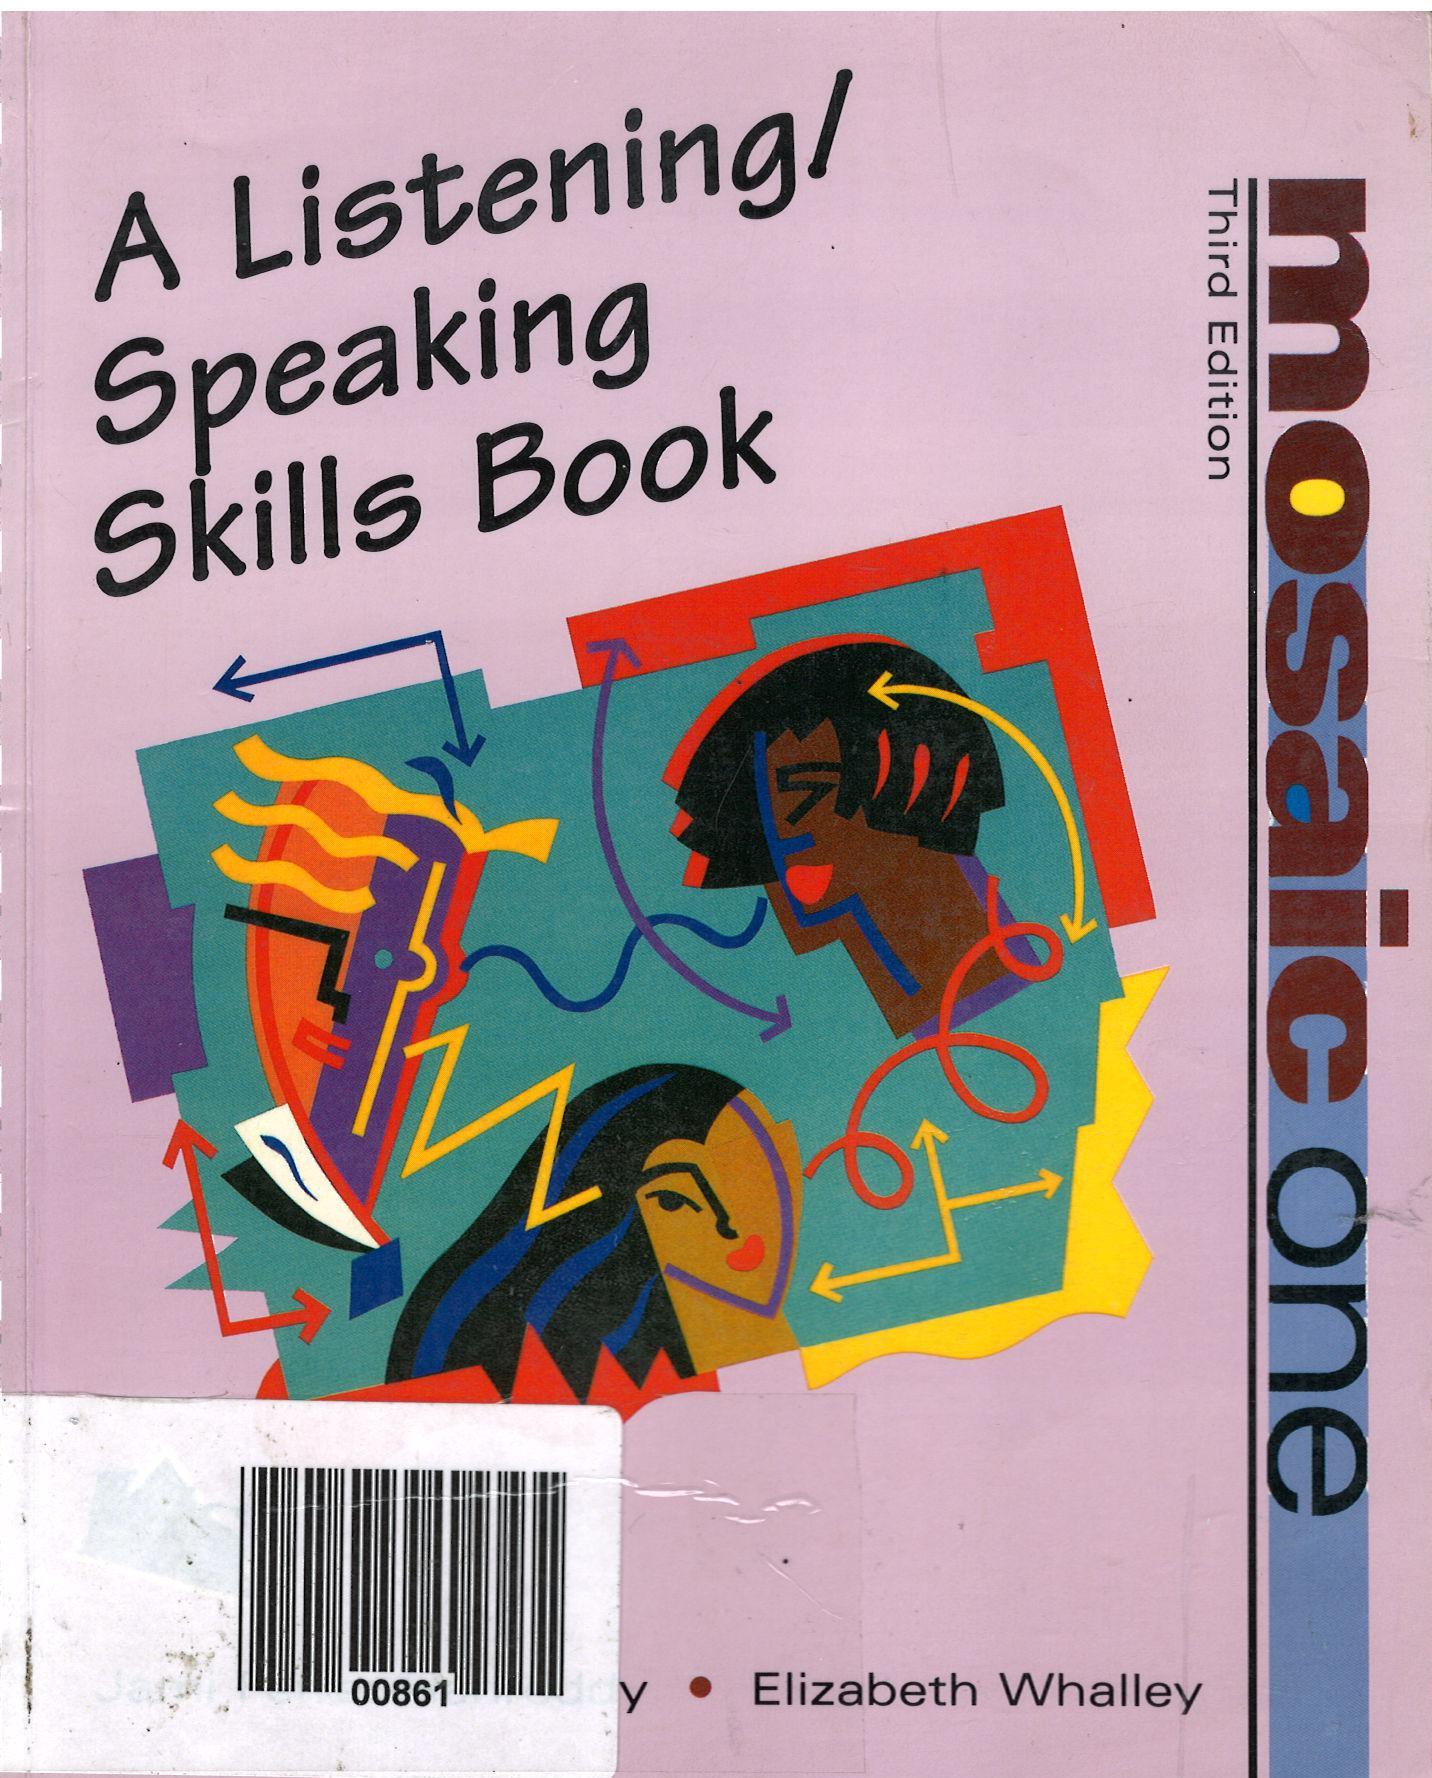 A Listening/
Speaking
Skills Book
Third Edition
mosaic one
y • Elizabeth Whalley
00861